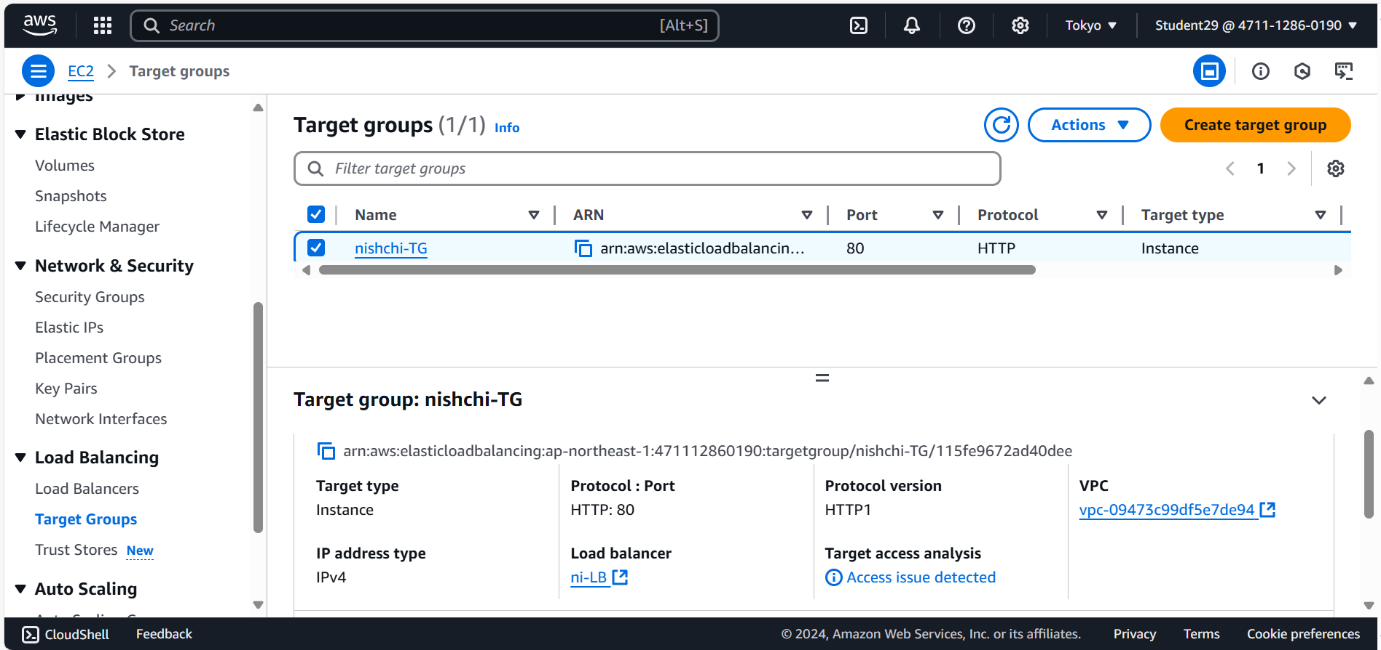 aws
Search [Alt+S]
Tokyo
Student29 @ 4711-1286-0190
EC2
Target groups
Images
Elastic Block Store
Volumes
Snapshots
Lifecycle Manager
Network & Security
Security Groups
Elastic IPs
Placement Groups
Key Pairs
Network Interfaces
Load Balancing
Load Balancers
Target Groups
Trust Stores New
Auto Scaling
Target groups (1/1) Info
Actions
Create target group
Filter target groups
1
Name ARN Port Protocol Target type
nishchi-TG arn:aws:elasticloadbalancin... 80 HTTP Instance
Target group: nishchi-TG
arn:aws:elasticloadbalancing:ap-northeast-1:471112860190:targetgroup/nishchi-TG/115fe9672ad40dee
Target type Protocol : Port Protocol version VPC
Instance HTTP: 80 HTTP1 vpc-09473c99df5e7de94
IP address type Load balancer Target access analysis
IPv4 ni-LB Access issue detected
CloudShell Feedback © 2024, Amazon Web Services, Inc. or its affiliates. Privacy Terms Cookie preferences